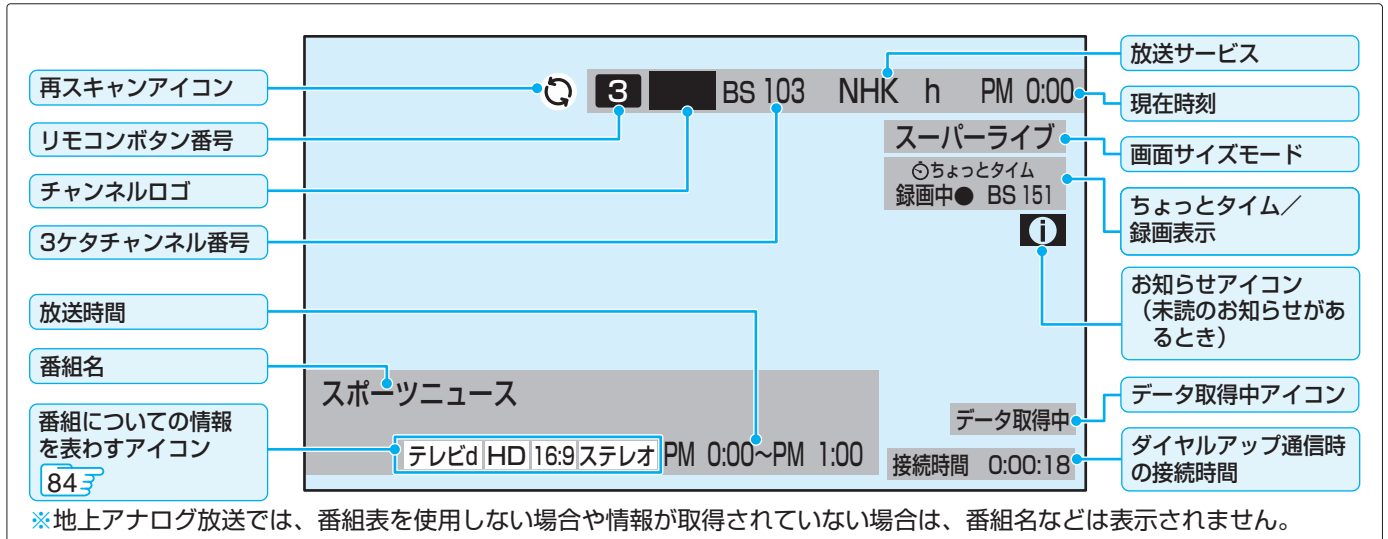 再スキャンアイコン
リモコンボタン番号
チャンネルロゴ
3ケタチャンネル番号
放送時間
番組名
番組についての情報
を表わすアイコン
84
3 BS 103 NHK h PM 0:00
スーパーライブ
ちょっとタイム
録画中● BS 151
i
スポーツニュース
テレビd HD 16:9 ステレオ PM 0:00~PM 1:00
データ取得中
接続時間 0:00:18
放送サービス
現在時刻
画面サイズモード
ちょっとタイム／
録画表示
お知らせアイコン
（未読のお知らせがあ
るとき）
データ取得中アイコン
ダイヤルアップ通信時
の接続時間
※地上アナログ放送では、番組表を使用しない場合や情報が取得されていない場合は、番組名などは表示されません。